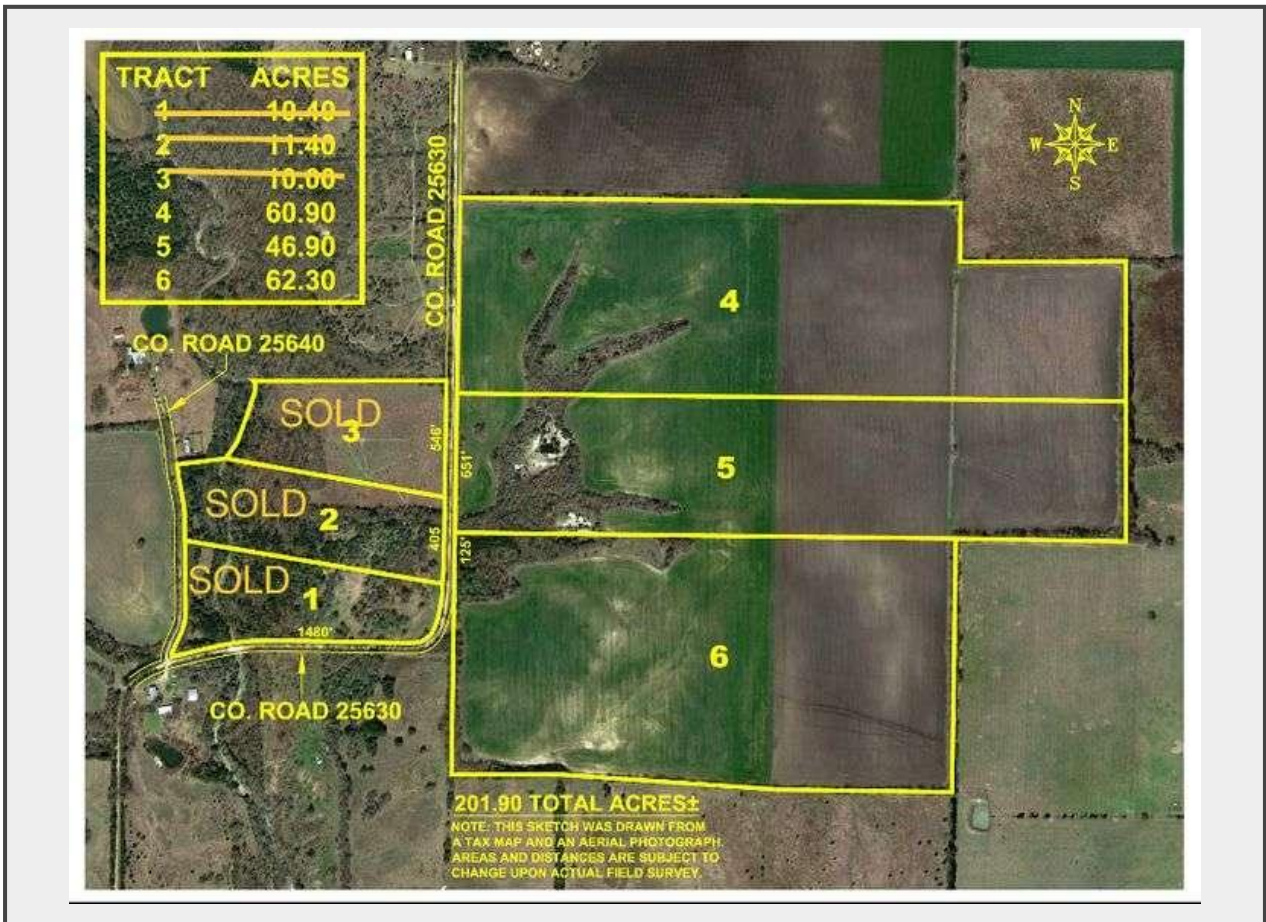 TRACT ACRES
1 10.40
2 11.40
3 10.00
4 60.90
5 46.90
6 62.30
CO. ROAD 25630
N
W E
S
CO. ROAD 25640
4
SOLD
3
546'
651'
5
SOLD
2
405
125'
SOLD
1
1480'
6
CO. ROAD 25630
201.90 TOTAL ACRES±
NOTE: THIS SKETCH WAS DRAWN FROM
A TAX MAP AND AN AERIAL PHOTOGRAPH.
AREAS AND DISTANCES ARE SUBJECT TO
CHANGE UPON ACTUAL FIELD SURVEY.